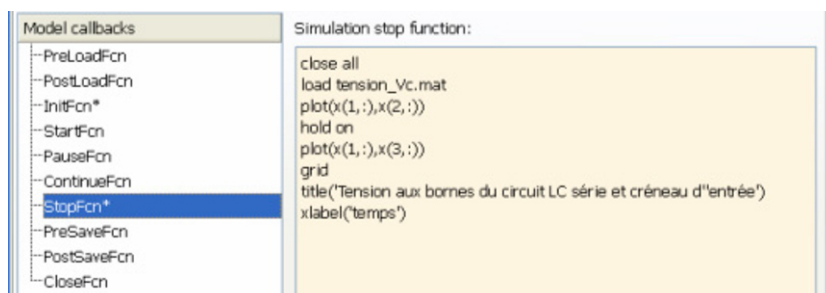 Model callbacks
PreLoadFcn
PostLoadFcn
InitFcn*
StartFcn
PauseFcn
ContinueFcn
StopFcn*
PreSaveFcn
PostSaveFcn
CloseFcn
Simulation stop function:
close all
load tension_Vc.mat
plot(x(1,:),x(2,:))
hold on
plot(x(1,:),x(3,:))
grid
title('Tension aux bornes du circuit LC série et créneau d''entrée')
xlabel('temps')